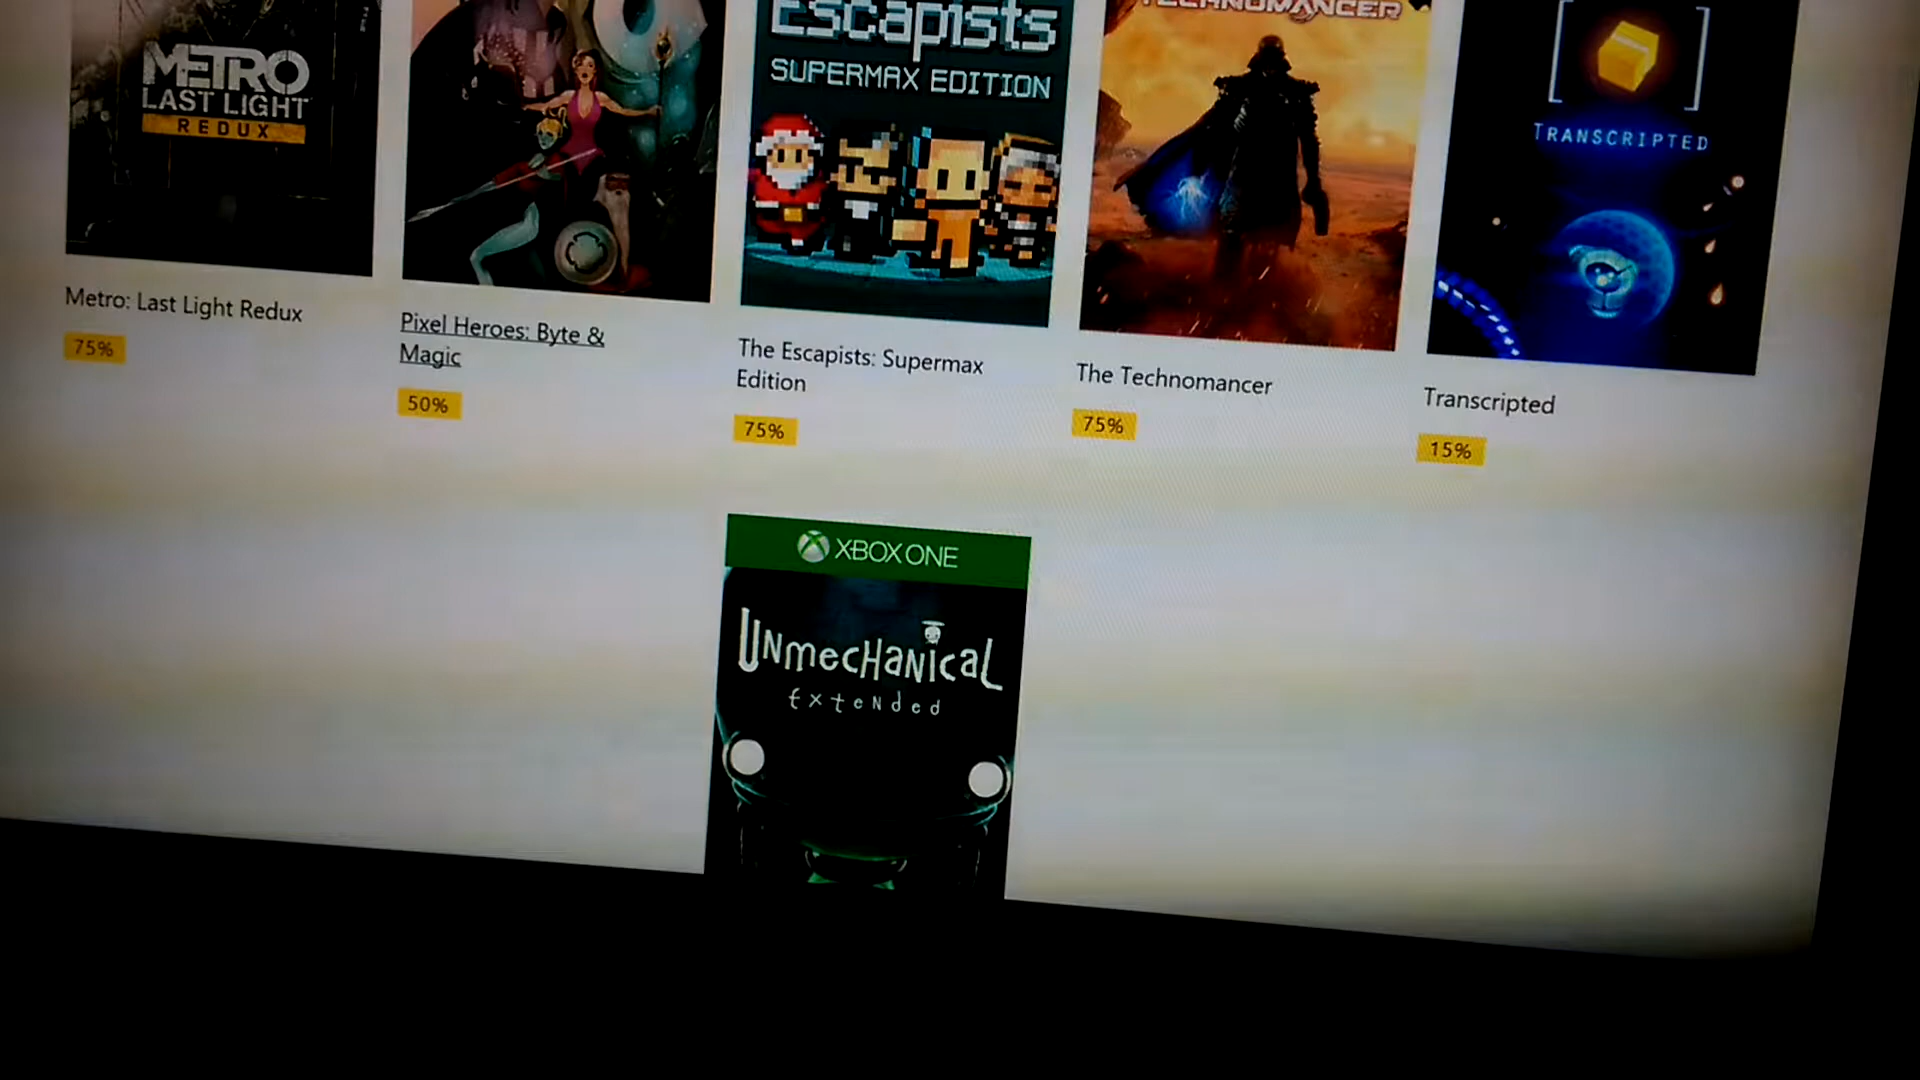 METRO
LAST LIGHT
REDUX
Escapists
SUPERMAX EDITION
TECHNOMANCER
TRANSCRIPTED
Metro: Last Light Redux
75%
Pixel Heroes: Byte &
Magic
50%
The Escapists: Supermax
Edition
75%
The Technomancer
75%
Transcripted
15%
XBOX ONE
UNmecHaNical
ExteNded